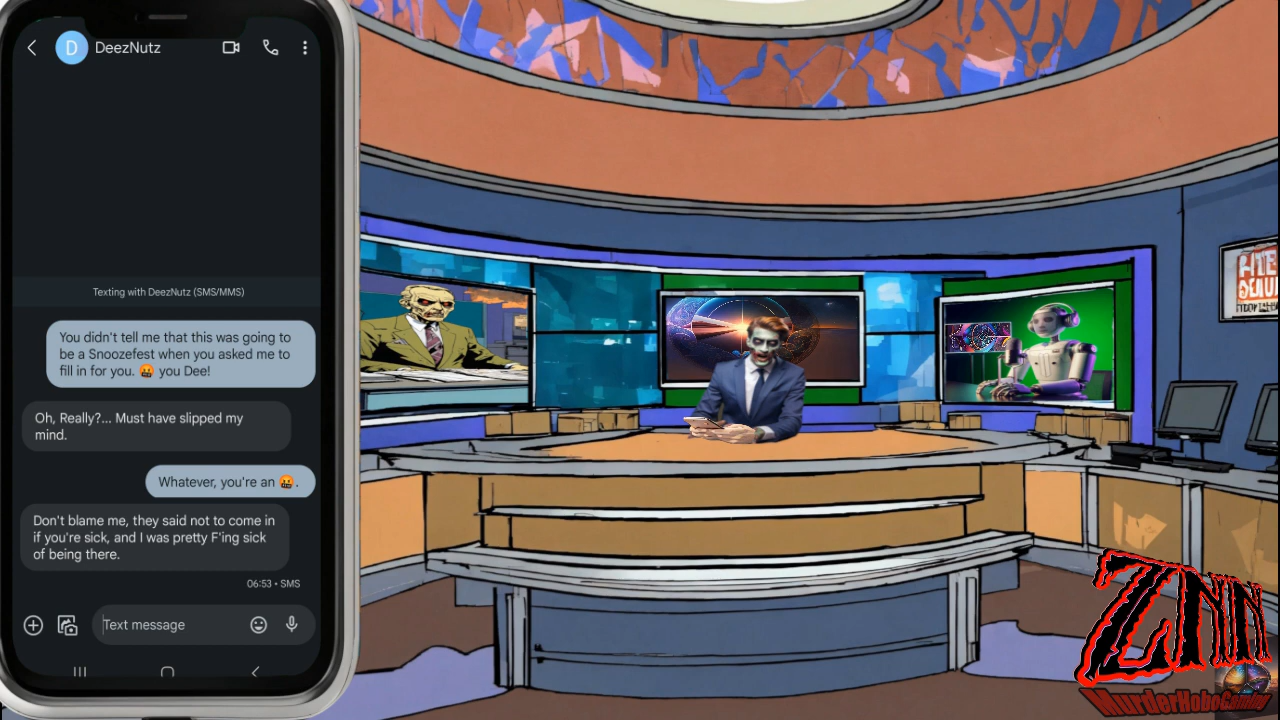 D DeezNutz
Texting with DeezNutz (SMS/MMS)
You didn't tell me that this was going to
be a Snoozefest when you asked me to
fill in for you. 🤬 you Dee!
Oh, Really?... Must have slipped my
mind.
Whatever, you're an 🤬.
Don't blame me, they said not to come in
if you're sick, and I was pretty F'ing sick
of being there.
06:53 • SMS
Text message
ZNN
MurderHoboGaming